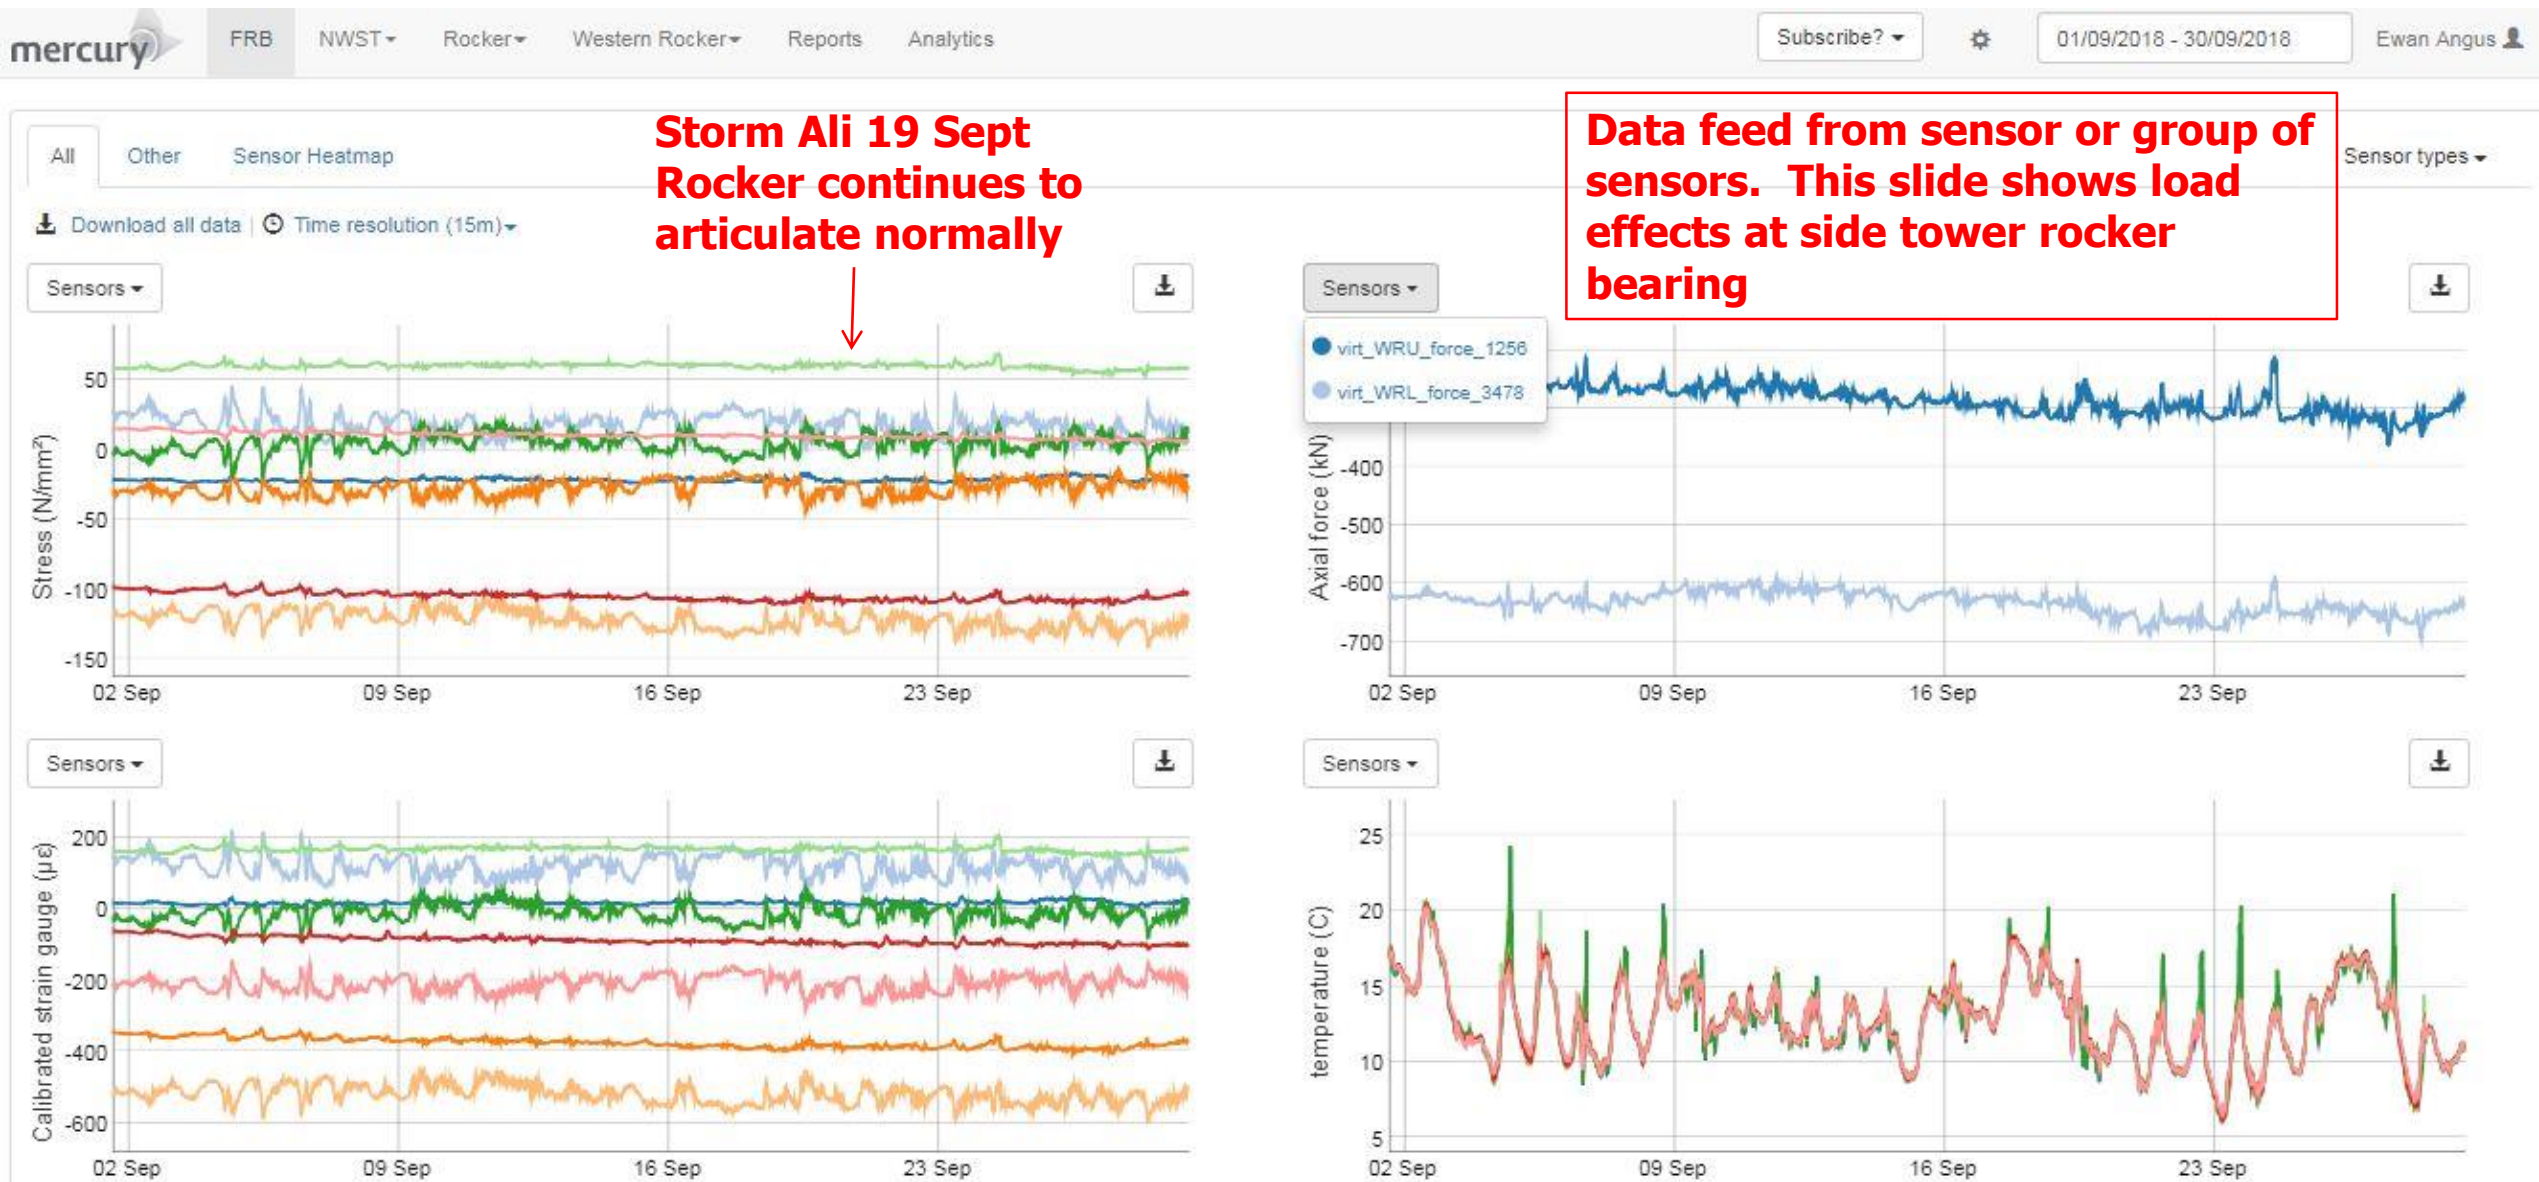 mercury FRB NWST Rocker Western Rocker Reports Analytics Subscribe? 01/09/2018 - 30/09/2018 Ewan Angus
All Other Sensor Heatmap Sensor types
Storm Ali 19 Sept
Rocker continues to
articulate normally
Data feed from sensor or group of
sensors. This slide shows load
effects at side tower rocker
bearing
Download all data | Time resolution (15m)
Sensors
Stress (N/mm²)
50
0
-50
-100
-150
02 Sep 09 Sep 16 Sep 23 Sep
Sensors
virt_WRU_force_1256
virt_WRL_force_3478
Axial force (kN)
-400
-500
-600
-700
02 Sep 09 Sep 16 Sep 23 Sep
Sensors
Calibrated strain gauge (με)
200
0
-200
-400
-600
02 Sep 09 Sep 16 Sep 23 Sep
Sensors
temperature (C)
25
20
15
10
5
02 Sep 09 Sep 16 Sep 23 Sep